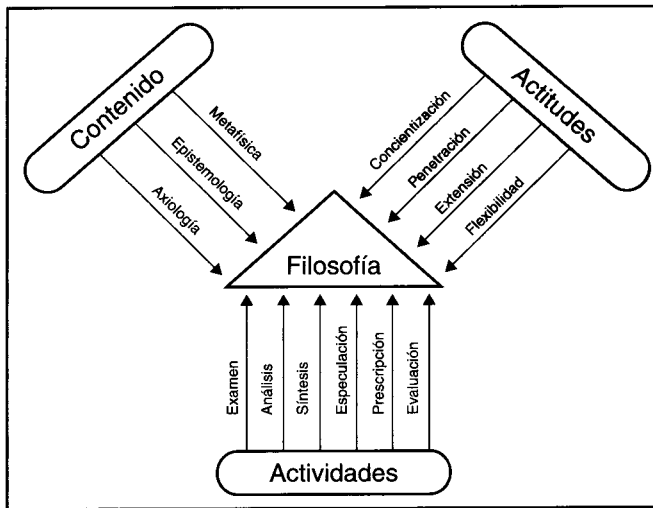 Contenido
Metafísica
Epistemología
Axiología
Actitudes
Concientización
Penetración
Extensión
Flexibilidad
Filosofía
Examen
Análisis
Síntesis
Especulación
Prescripción
Evaluación
Actividades